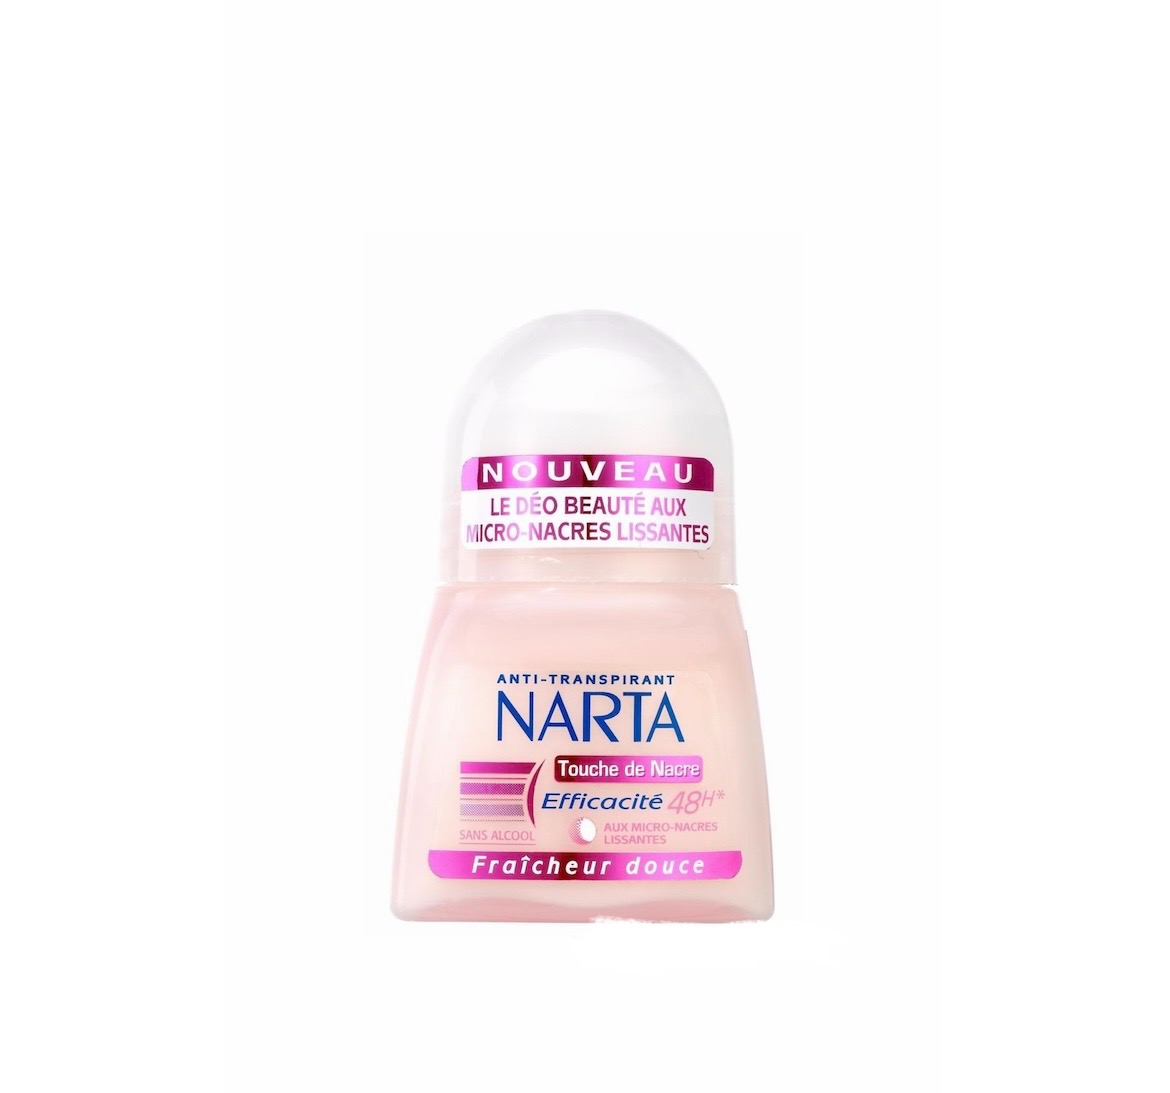 NOUVEAU
LE DÉO BEAUTÉ AUX
MICRO-NACRES LISSANTES
ANTI-TRANSPIRANT
NARTA
Touche de Nacre
Efficacité 48H*
SANS ALCOOL
AUX MICRO-NACRES
LISSANTES
Fraîcheur douce